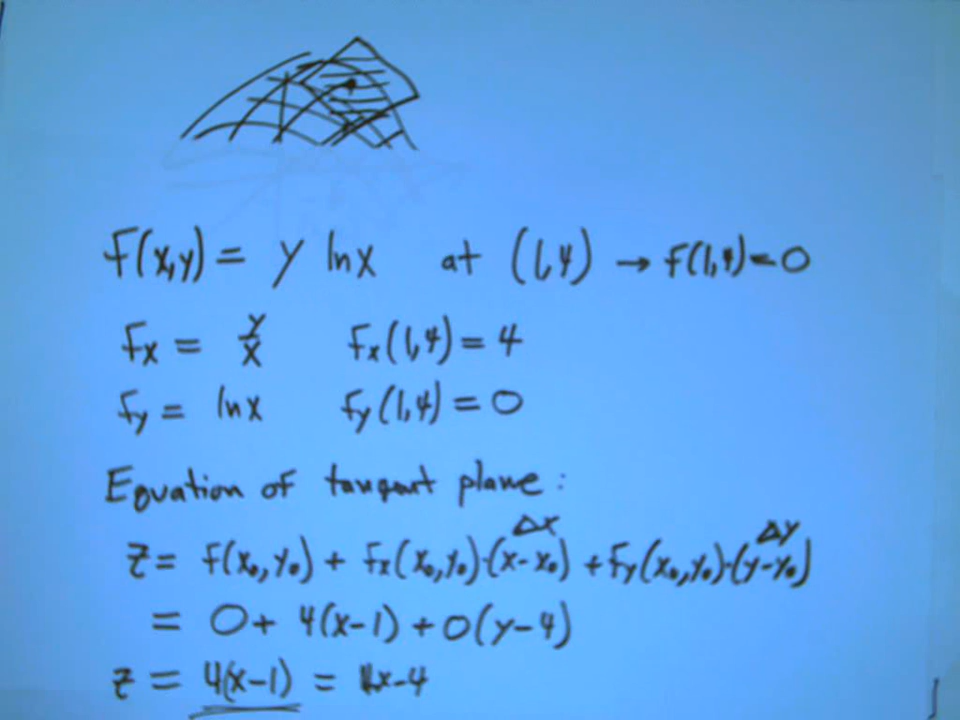 f(x,y) = y ln x at (1,4) → f(1,4) = 0
fx = y/x fx(1,4) = 4
fy = ln x fy(1,4) = 0
Equation of tangent plane:
Δx Δy
z = f(x₀,y₀) + fx(x₀,y₀)·(x-x₀) + fy(x₀,y₀)·(y-y₀)
= 0 + 4(x-1) + 0(y-4)
z = 4(x-1) = 4x-4